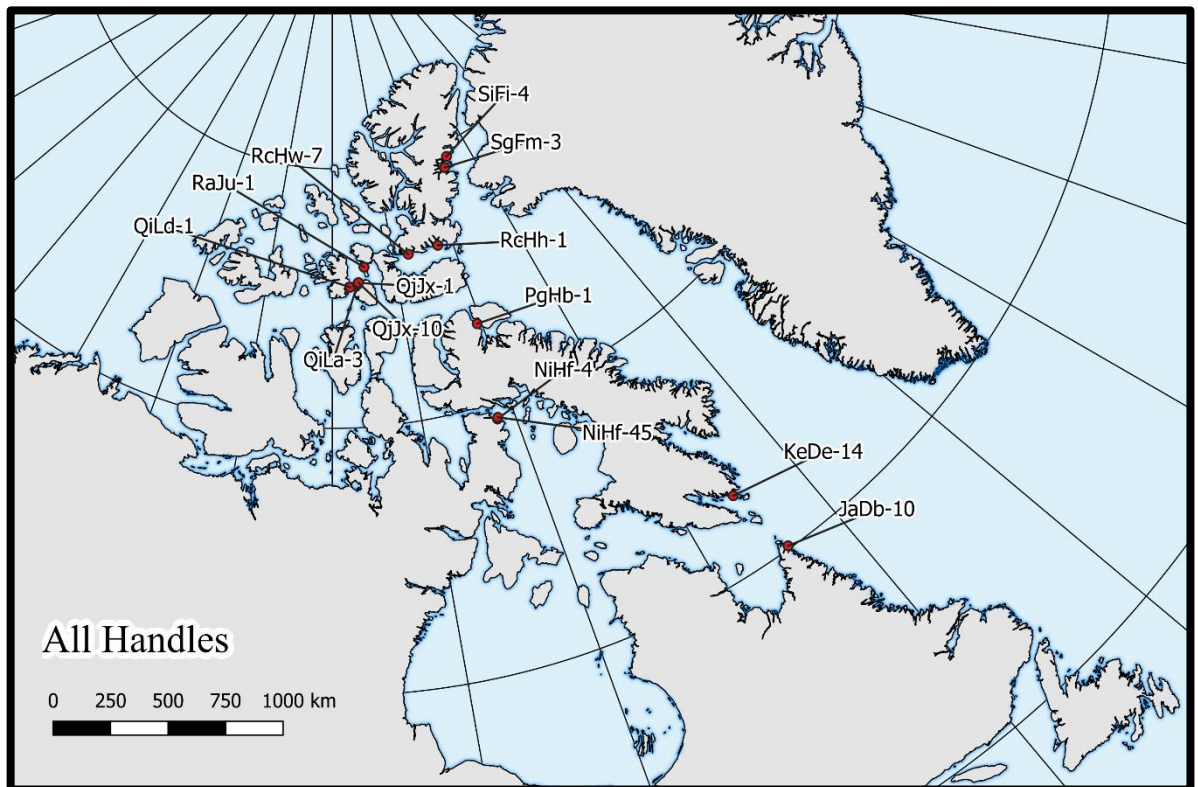 SiFi-4
SgFm-3
RcHw-7
RaJu-1
QiLd-1
RcHh-1
QjJx-1
PgHb-1
QjJx-10
QiLa-3
NiHf-4
NiHf-45
KeDe-14
JaDb-10
All Handles
0 250 500 750 1000 km